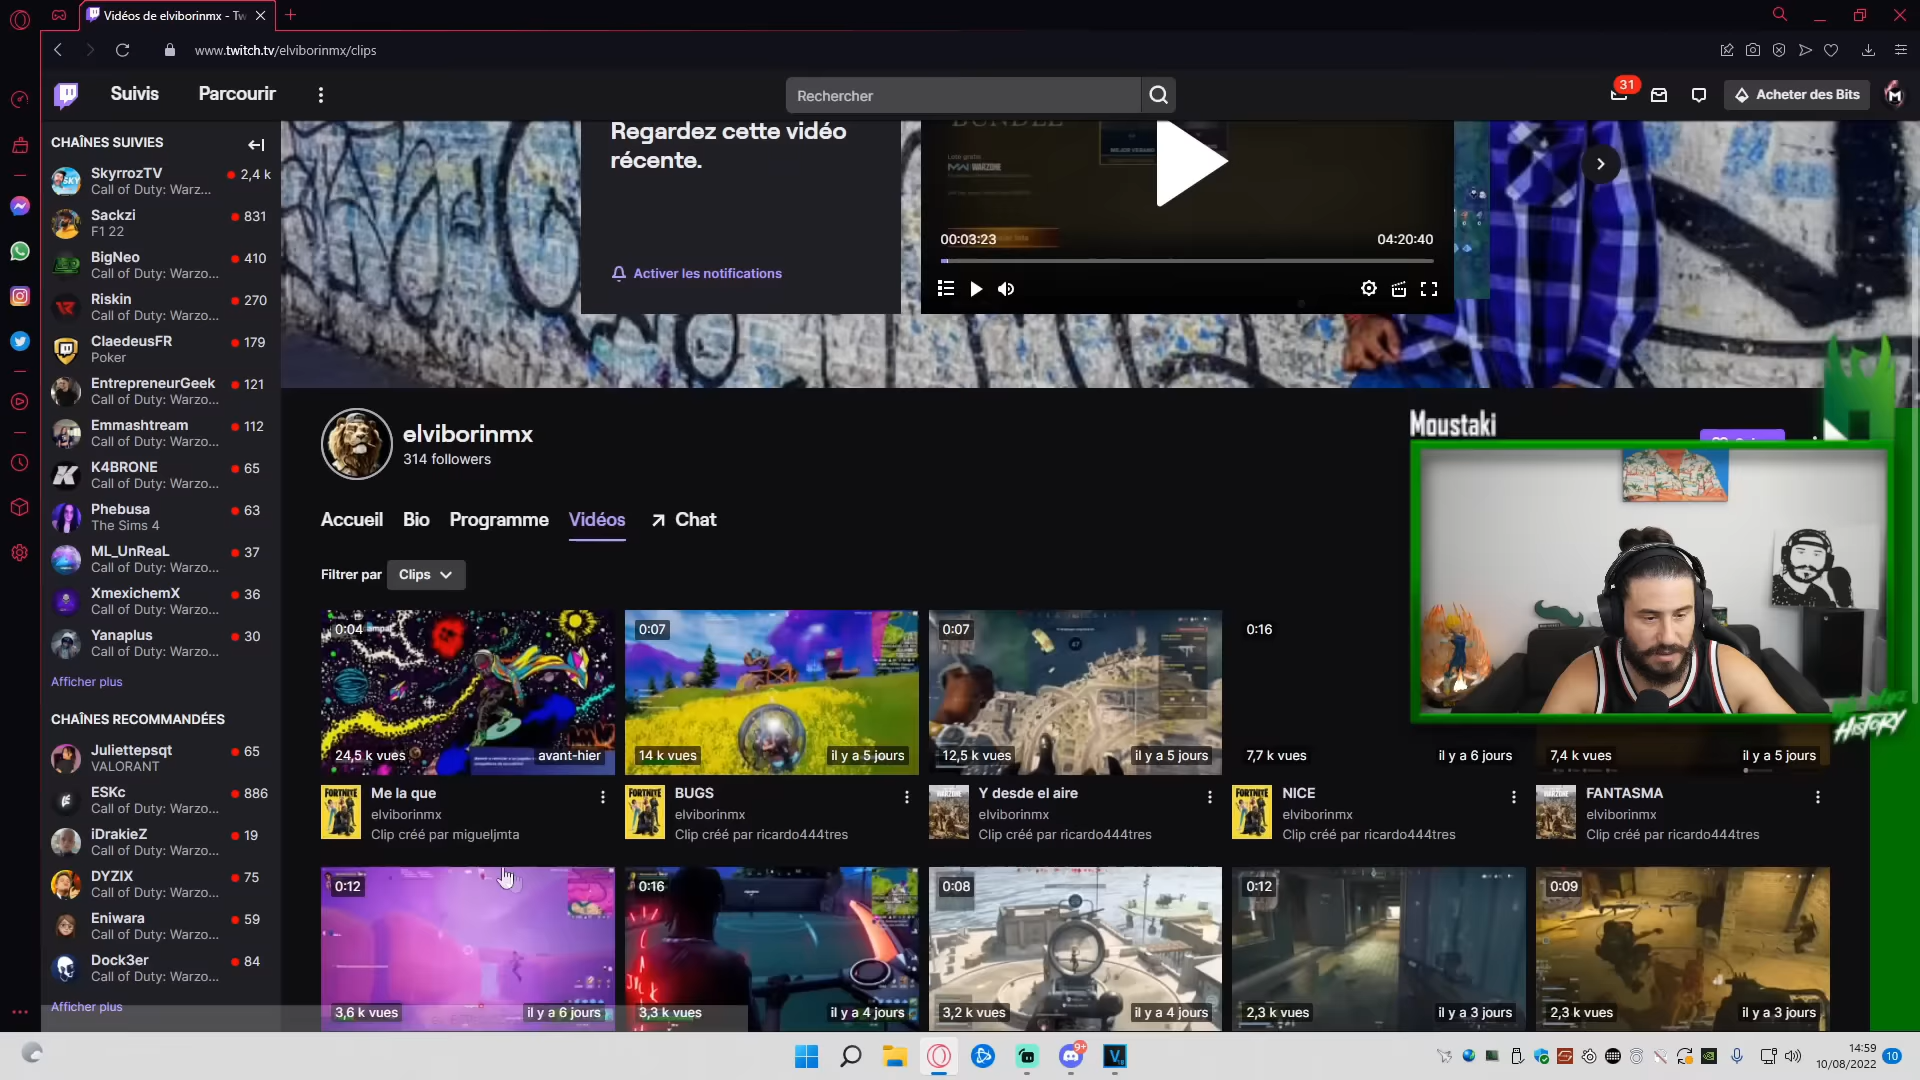 Vidéos de elviborinmx - Tw
www.twitch.tv/elviborinmx/clips
Suivis
Parcourir
Rechercher
31
Acheter des Bits
CHAÎNES SUIVIES
SkyrrozTV
2,4 k
Call of Duty: Warz...
Sackzi
831
F1 22
BigNeo
410
Call of Duty: Warzo...
Riskin
270
Call of Duty: Warzo...
ClaedeusFR
179
Poker
EntrepreneurGeek
121
Call of Duty: Warzo...
Emmashtream
112
Call of Duty: Warzo...
K4BRONE
65
Call of Duty: Warzo...
Phebusa
63
The Sims 4
ML_UnReaL
37
Call of Duty: Warzo...
XmexichemX
36
Call of Duty: Warzo...
Yanaplus
30
Call of Duty: Warzo...
Afficher plus
CHAÎNES RECOMMANDÉES
Juliettepsqt
65
VALORANT
ESKc
886
Call of Duty: Warzo...
iDrakieZ
19
Call of Duty: Warzo...
DYZIX
75
Call of Duty: Warzo...
Eniwara
59
Call of Duty: Warzo...
Dock3er
84
Call of Duty: Warzo...
Afficher plus
Regardez cette vidéo
récente.
Activer les notifications
BUNDLE
WARZONE
00:03:23
04:20:40
elviborinmx
314 followers
Accueil
Bio
Programme
Vidéos
Chat
Filtrer par
Clips
Moustaki
HISTORY
0:04
24,5 k vues
avant-hier
Me la que
elviborinmx
Clip créé par migueljmta
0:07
14 k vues
il y a 5 jours
BUGS
elviborinmx
Clip créé par ricardo444tres
0:07
12,5 k vues
il y a 5 jours
Y desde el aire
elviborinmx
Clip créé par ricardo444tres
0:16
7,7 k vues
il y a 6 jours
NICE
elviborinmx
Clip créé par ricardo444tres
7,4 k vues
il y a 5 jours
FANTASMA
elviborinmx
Clip créé par ricardo444tres
FORTNITE
FORTNITE
WARZONE
FORTNITE
WARZONE
0:12
3,6 k vues
il y a 6 jours
0:16
3,3 k vues
il y a 4 jours
0:08
3,2 k vues
il y a 4 jours
0:12
2,3 k vues
il y a 3 jours
0:09
2,3 k vues
il y a 3 jours
9+
14:59
10/08/2022
10